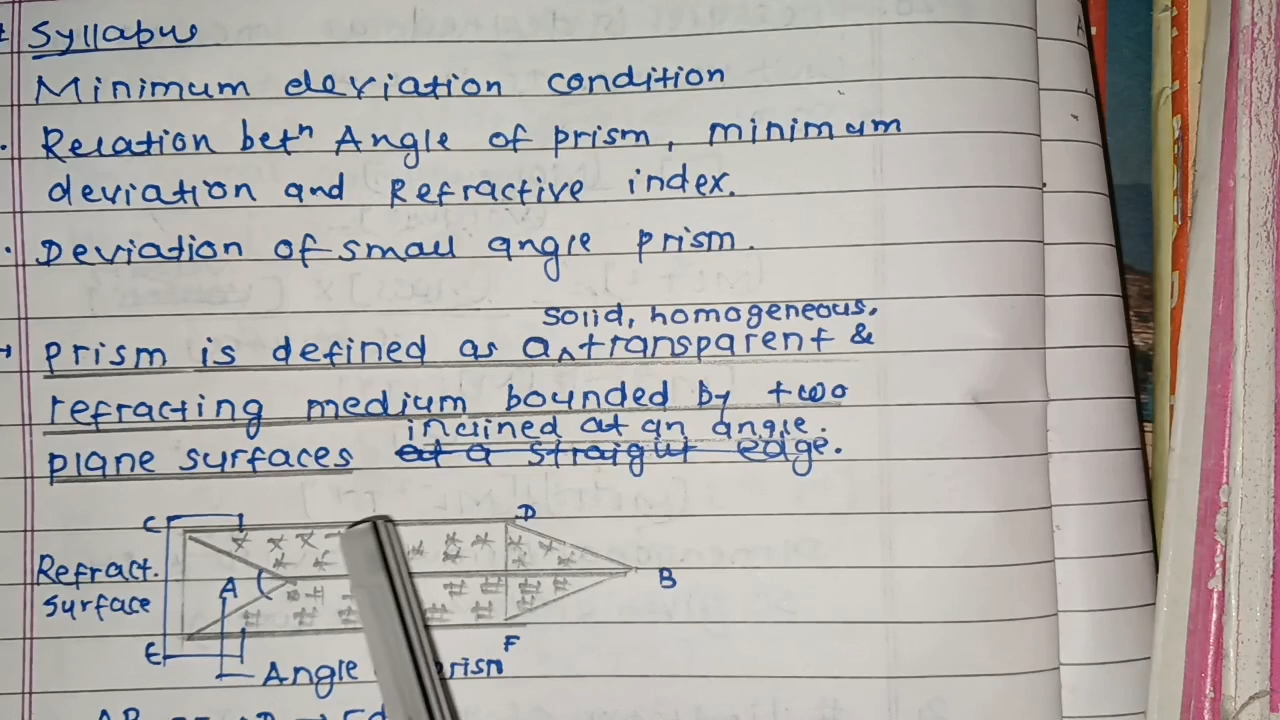 Syllabus
Minimum deviation condition
. Relation betⁿ Angle of prism, minimum
deviation and Refractive index.
. Deviation of small angle prism.
solid, homogeneous,
→ prism is defined as a ^ transparent &
refracting medium bounded by two
inclined at an angle.
plane surfaces at a straight edge.
C D
Refract. A B
surface
E F
Angle prism